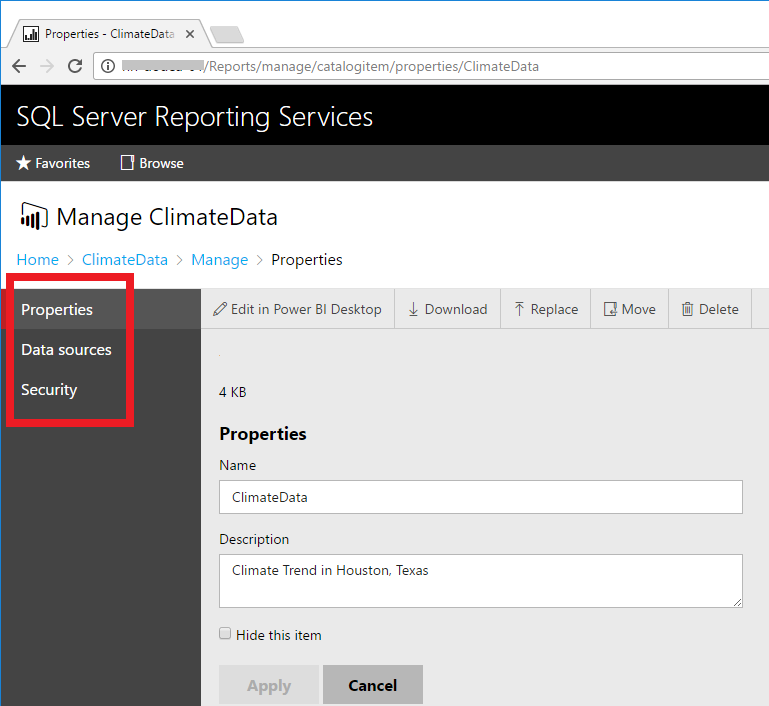 Properties - ClimateData
/Reports/manage/catalogitem/properties/ClimateData
SQL Server Reporting Services
Favorites Browse
Manage ClimateData
Home > ClimateData > Manage > Properties
Properties
Data sources
Security
Edit in Power BI Desktop Download Replace Move Delete
4 KB
Properties
Name
ClimateData
Description
Climate Trend in Houston, Texas
Hide this item
Apply Cancel